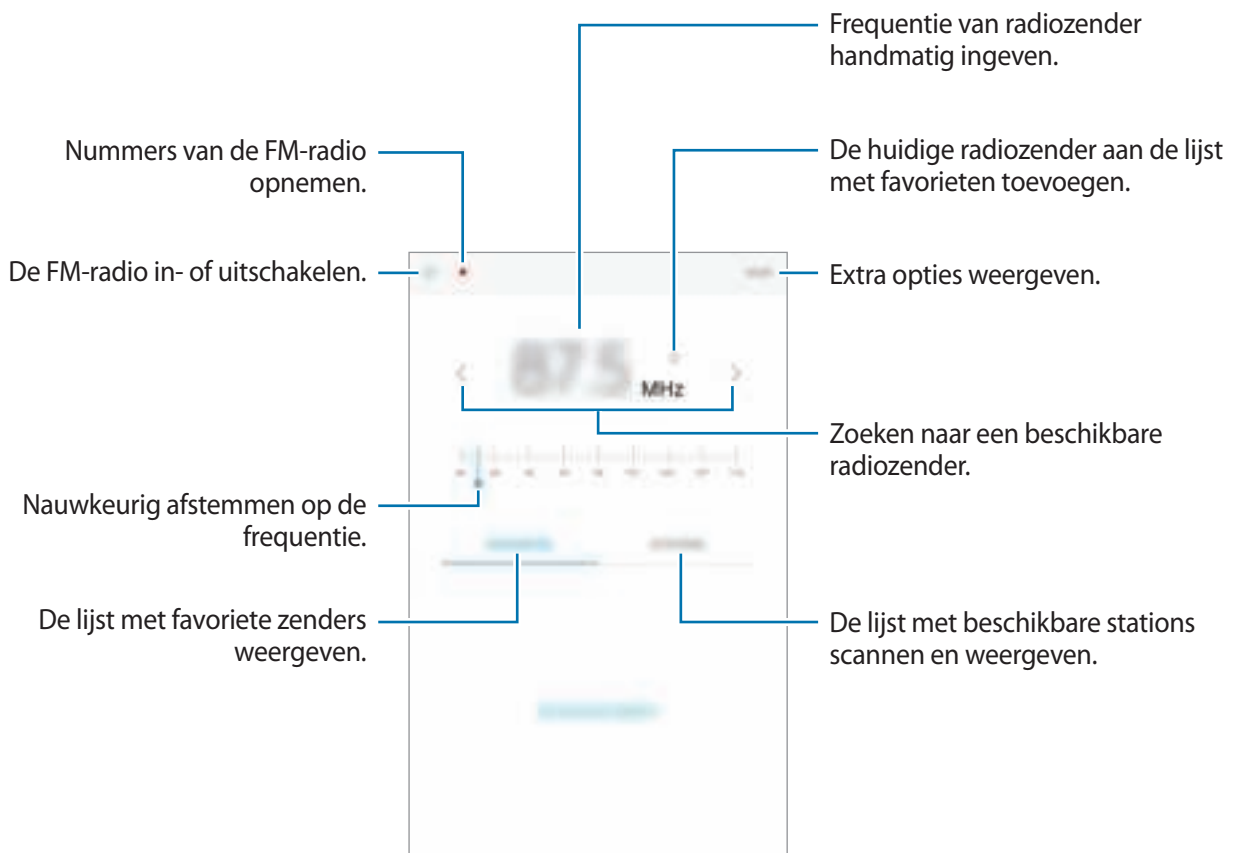 Frequentie van radiozender
handmatig ingeven.
Nummers van de FM-radio
opnemen.
De huidige radiozender aan de lijst
met favorieten toevoegen.
De FM-radio in- of uitschakelen.
Extra opties weergeven.
87.5
MHz
Zoeken naar een beschikbare
radiozender.
Nauwkeurig afstemmen op de
frequentie.
De lijst met favoriete zenders
weergeven.
De lijst met beschikbare stations
scannen en weergeven.